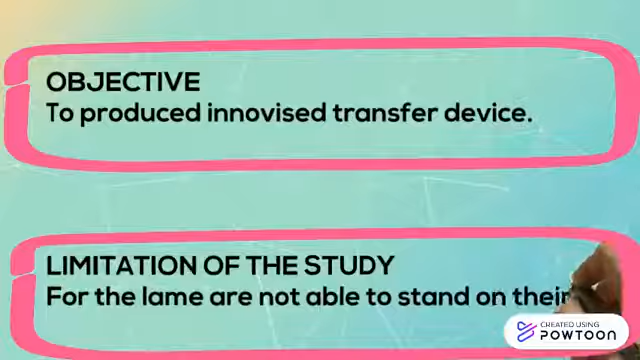 OBJECTIVE
To produced innovised transfer device.
LIMITATION OF THE STUDY
For the lame are not able to stand on their
CREATED USING
POWTOON